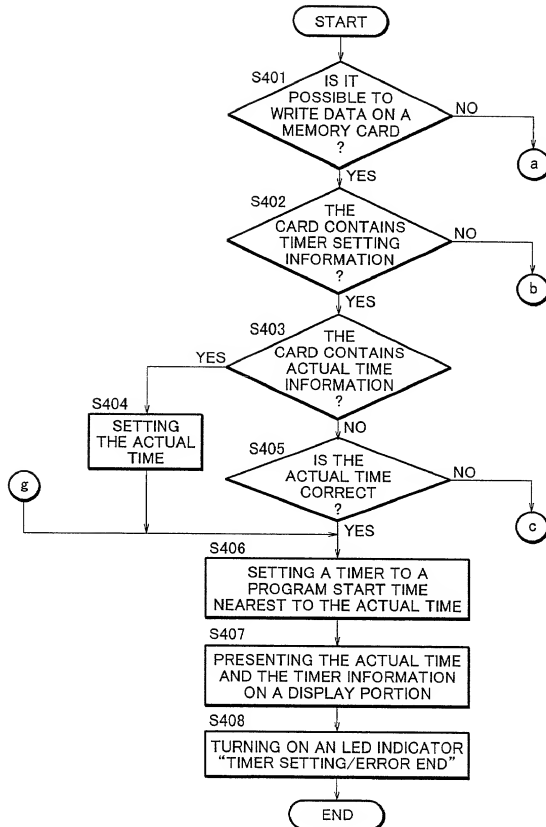 START
S401
IS IT
POSSIBLE TO
WRITE DATA ON A
MEMORY CARD
?
NO
a
YES
S402
THE
CARD CONTAINS
TIMER SETTING
INFORMATION
?
NO
b
YES
S403
THE
CARD CONTAINS
ACTUAL TIME
INFORMATION
?
YES
S404
SETTING
THE ACTUAL
TIME
NO
S405
IS THE
ACTUAL TIME
CORRECT
?
NO
c
g
YES
S406
SETTING A TIMER TO A
PROGRAM START TIME
NEAREST TO THE ACTUAL TIME
S407
PRESENTING THE ACTUAL TIME
AND THE TIMER INFORMATION
ON A DISPLAY PORTION
S408
TURNING ON AN LED INDICATOR
“TIMER SETTING/ERROR END”
END